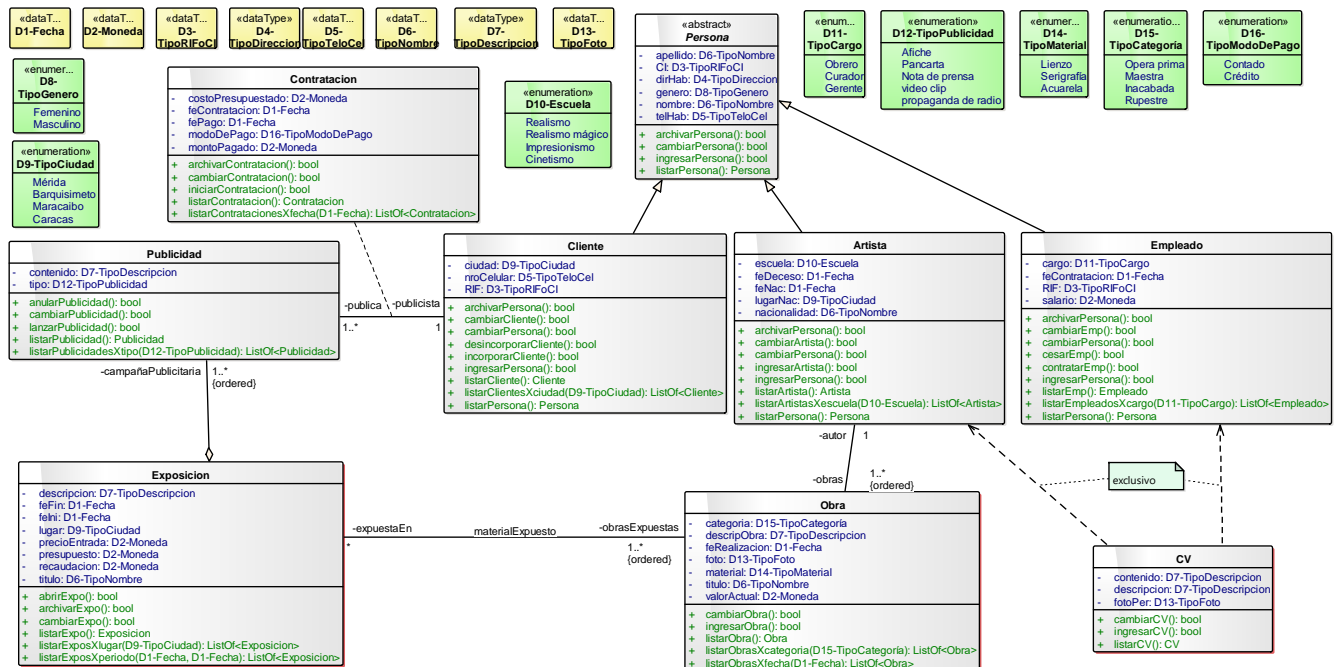 «dataT...
D1-Fecha
«dataT...
D2-Moneda
«dataT...
D3-
TipoRIFoCI
«dataType»
D4-
TipoDireccion
«dataT...
D5-
TipoTeloCel
«dataT...
D6-
TipoNombre
«dataType»
D7-
TipoDescripcion
«dataT...
D13-
TipoFoto
«abstract»
Persona
- apellido: D6-TipoNombre
- CI: D3-TipoRIFoCI
- dirHab: D4-TipoDireccion
- genero: D8-TipoGenero
- nombre: D6-TipoNombre
- telHab: D5-TipoTeloCel
+ archivarPersona(): bool
+ cambiarPersona(): bool
+ ingresarPersona(): bool
+ listarPersona(): Persona
«enum...
D11-
TipoCargo
Obrero
Curador
Gerente
«enumeration»
D12-TipoPublicidad
Afiche
Pancarta
Nota de prensa
video clip
propaganda de radio
«enumer...
D14-
TipoMaterial
Lienzo
Serigrafía
Acuarela
«enumeratio...
D15-
TipoCategoría
Opera prima
Maestra
Inacabada
Rupestre
«enumeration»
D16-
TipoModoDePago
Contado
Crédito
«enumer...
D8-
TipoGenero
Femenino
Masculino
«enumeration»
D9-TipoCiudad
Mérida
Barquisimeto
Maracaibo
Caracas
Contratacion
- costoPresupuestado: D2-Moneda
- feContratacion: D1-Fecha
- fePago: D1-Fecha
- modoDePago: D16-TipoModoDePago
- montoPagado: D2-Moneda
+ archivarContratacion(): bool
+ cambiarContratacion(): bool
+ iniciarContratacion(): bool
+ listarContratacion(): Contratacion
+ listarContratacionesXfecha(D1-Fecha): ListOf<Contratacion>
«enumeration»
D10-Escuela
Realismo
Realismo mágico
Impresionismo
Cinetismo
Publicidad
- contenido: D7-TipoDescripcion
- tipo: D12-TipoPublicidad
+ anularPublicidad(): bool
+ cambiarPublicidad(): bool
+ lanzarPublicidad(): bool
+ listarPublicidad(): Publicidad
+ listarPublicidadesXtipo(D12-TipoPublicidad): ListOf<Publicidad>
-publica
-publicista
1..*
1
Cliente
- ciudad: D9-TipoCiudad
- nroCelular: D5-TipoTeloCel
- RIF: D3-TipoRIFoCI
+ archivarPersona(): bool
+ cambiarCliente(): bool
+ cambiarPersona(): bool
+ desincorporarCliente(): bool
+ incorporarCliente(): bool
+ ingresarPersona(): bool
+ listarCliente(): Cliente
+ listarClientesXciudad(D9-TipoCiudad): ListOf<Cliente>
+ listarPersona(): Persona
Artista
- escuela: D10-Escuela
- feDeceso: D1-Fecha
- feNac: D1-Fecha
- lugarNac: D9-TipoCiudad
- nacionalidad: D6-TipoNombre
+ archivarPersona(): bool
+ cambiarArtista(): bool
+ cambiarPersona(): bool
+ ingresarArtista(): bool
+ ingresarPersona(): bool
+ listarArtista(): Artista
+ listarArtistasXescuela(D10-Escuela): ListOf<Artista>
+ listarPersona(): Persona
Empleado
- cargo: D11-TipoCargo
- feContratacion: D1-Fecha
- RIF: D3-TipoRIFoCI
- salario: D2-Moneda
+ archivarPersona(): bool
+ cambiarEmp(): bool
+ cambiarPersona(): bool
+ cesarEmp(): bool
+ contratarEmp(): bool
+ ingresarPersona(): bool
+ listarEmp(): Empleado
+ listarEmpleadosXcargo(D11-TipoCargo): ListOf<Empleado>
+ listarPersona(): Persona
-campañaPublicitaria
1..*
{ordered}
-autor
1
-obras
1..*
{ordered}
exclusivo
Exposicion
- descripcion: D7-TipoDescripcion
- feFin: D1-Fecha
- feIni: D1-Fecha
- lugar: D9-TipoCiudad
- precioEntrada: D2-Moneda
- presupuesto: D2-Moneda
- recaudacion: D2-Moneda
- titulo: D6-TipoNombre
+ abrirExpo(): bool
+ archivarExpo(): bool
+ cambiarExpo(): bool
+ listarExpo(): Exposicion
+ listarExposXlugar(D9-TipoCiudad): ListOf<Exposicion>
+ listarExposXperiodo(D1-Fecha, D1-Fecha): ListOf<Exposicion>
-expuestaEn
*
materialExpuesto
-obrasExpuestas
1..*
{ordered}
Obra
- categoria: D15-TipoCategoría
- descripObra: D7-TipoDescripcion
- feRealizacion: D1-Fecha
- foto: D13-TipoFoto
- material: D14-TipoMaterial
- titulo: D6-TipoNombre
- valorActual: D2-Moneda
+ cambiarObra(): bool
+ ingresarObra(): bool
+ listarObra(): Obra
+ listarObrasXcategoria(D15-TipoCategoría): ListOf<Obra>
+ listarObrasXfecha(D1-Fecha): ListOf<Obra>
CV
- contenido: D7-TipoDescripcion
- descripcion: D7-TipoDescripcion
- fotoPer: D13-TipoFoto
+ cambiarCV(): bool
+ ingresarCV(): bool
+ listarCV(): CV